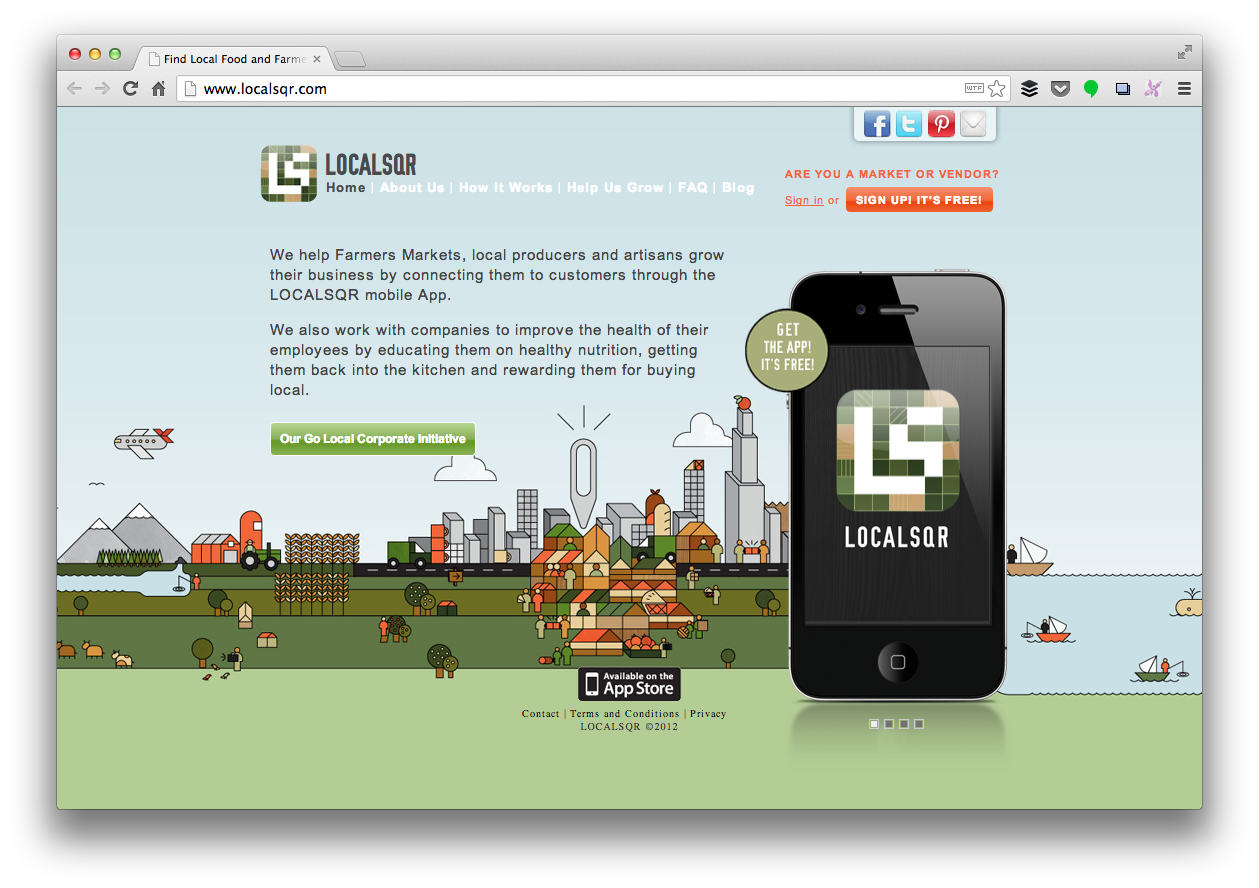 Find Local Food and Farme
www.localsqr.com
WTF
LS
LOCALSQR
Home | About Us | How It Works | Help Us Grow | FAQ | Blog
ARE YOU A MARKET OR VENDOR?
Sign in or SIGN UP! IT'S FREE!
We help Farmers Markets, local producers and artisans grow
their business by connecting them to customers through the
LOCALSQR mobile App.
We also work with companies to improve the health of their
employees by educating them on healthy nutrition, getting
them back into the kitchen and rewarding them for buying
local.
Our Go Local Corporate Initiative
GET
THE APP!
IT'S FREE!
LS
LOCALSQR
Available on the
App Store
Contact | Terms and Conditions | Privacy
LOCALSQR ©2012